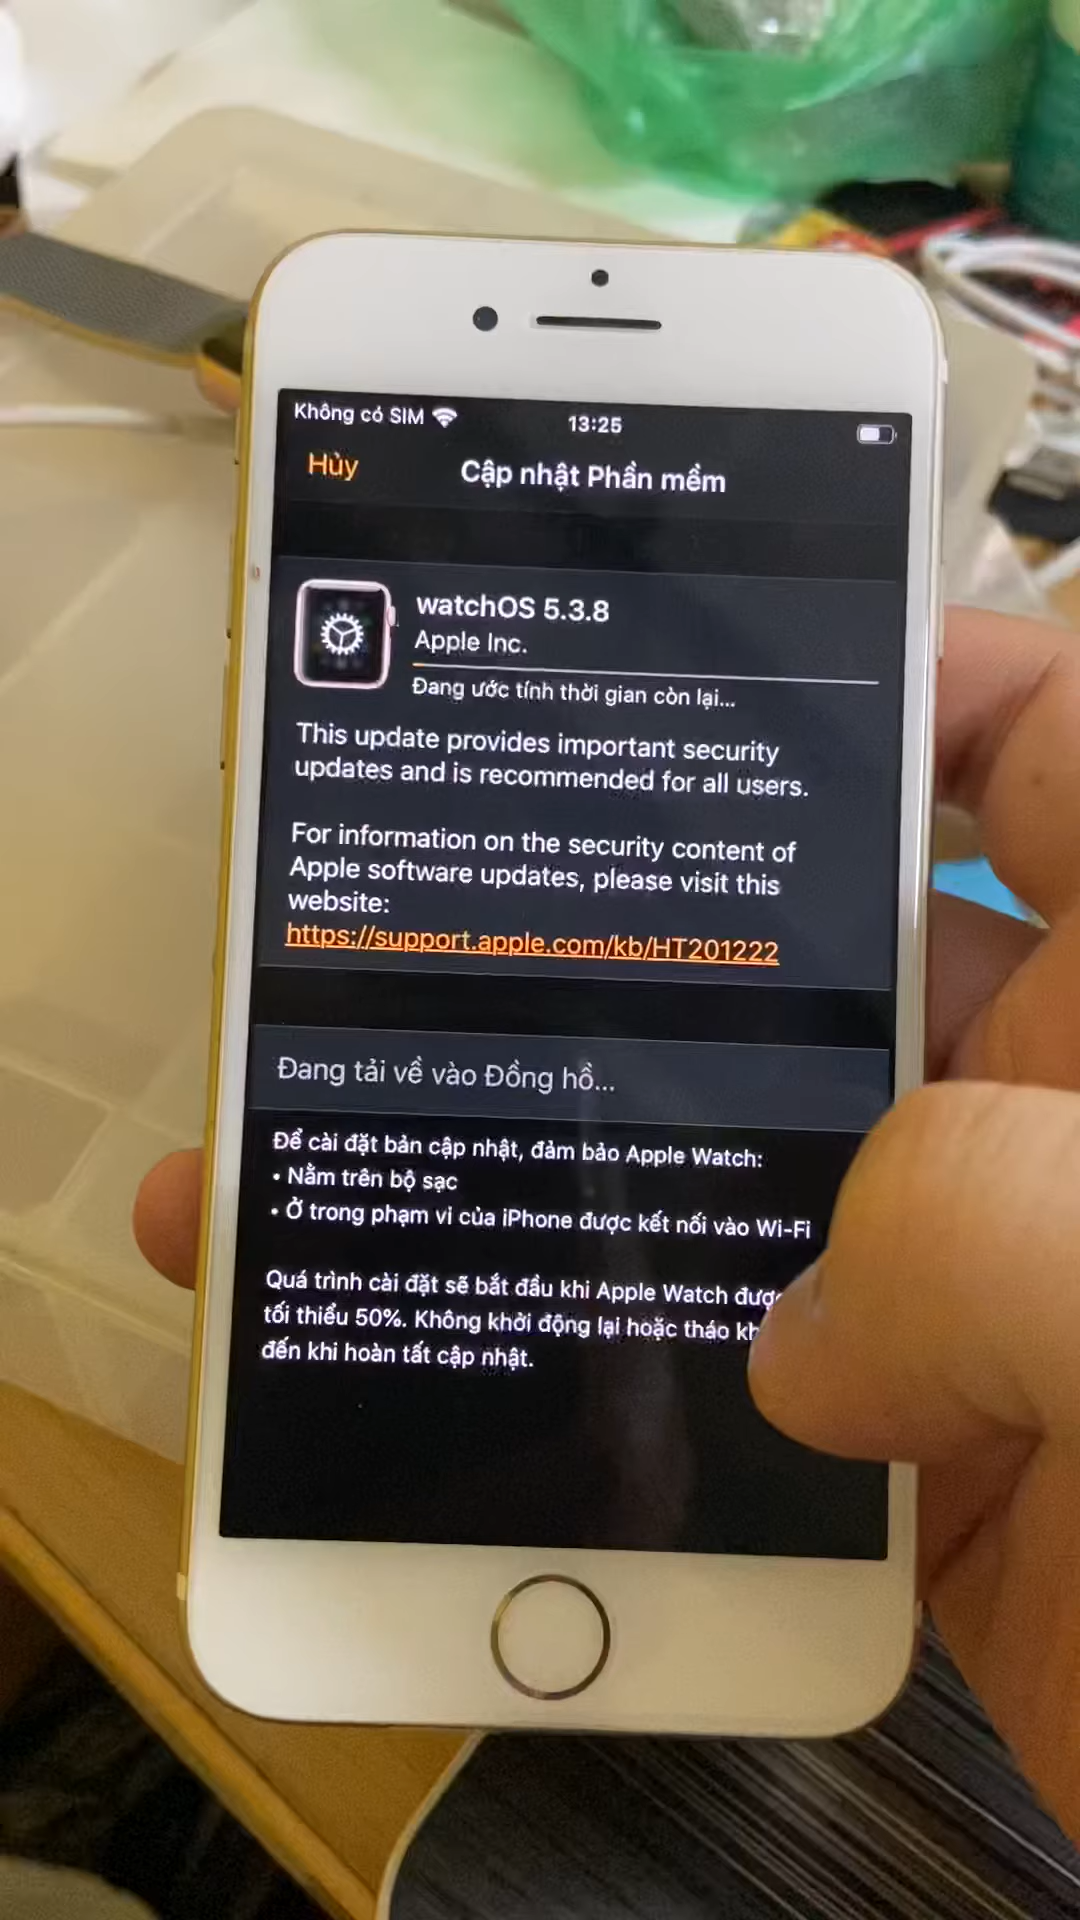 Không có SIM
13:25
Hủy
Cập nhật Phần mềm
watchOS 5.3.8
Apple Inc.
Đang ước tính thời gian còn lại...
This update provides important security
updates and is recommended for all users.
For information on the security content of
Apple software updates, please visit this
website:
https://support.apple.com/kb/HT201222
Đang tải về vào Đồng hồ...
Để cài đặt bản cập nhật, đảm bảo Apple Watch:
• Nằm trên bộ sạc
• Ở trong phạm vi của iPhone được kết nối vào Wi-Fi
Quá trình cài đặt sẽ bắt đầu khi Apple Watch
tối thiểu 50%. Không khởi động lại hoặc tháo
đến khi hoàn tất cập nhật.